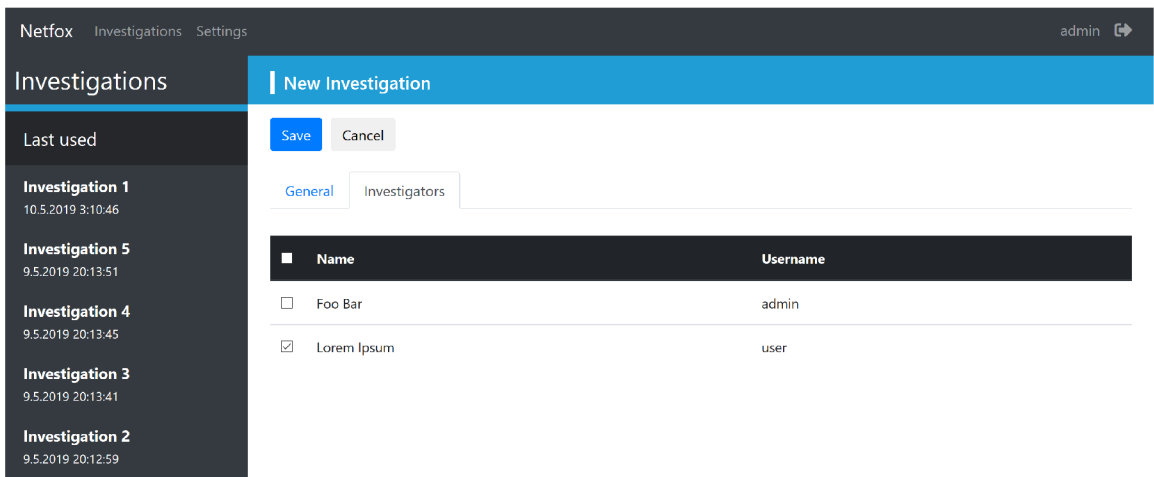 Netfox Investigations Settings admin
Investigations
New Investigation
Last used
Save Cancel
General Investigators
Investigation 1
10.5.2019 3:10:46
Investigation 5
9.5.2019 20:13:51
Investigation 4
9.5.2019 20:13:45
Investigation 3
9.5.2019 20:13:41
Investigation 2
9.5.2019 20:12:59
Name Username
Foo Bar admin
Lorem Ipsum user